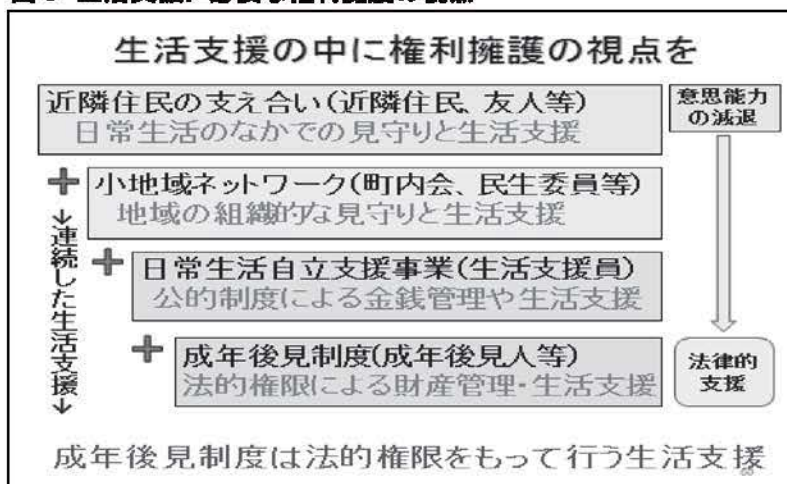 生活支援の中に権利擁護の視点を
近隣住民の支え合い(近隣住民、友人等)
日常生活のなかでの見守りと生活支援
意思能力
の減退
小地域ネットワーク(町内会、民生委員等)
地域の組織的な見守りと生活支援
↓連続した生活支援↓
日常生活自立支援事業(生活支援員)
公的制度による金銭管理や生活支援
成年後見制度(成年後見人等)
法的権限による財産管理・生活支援
法律的
支援
成年後見制度は法的権限をもって行う生活支援